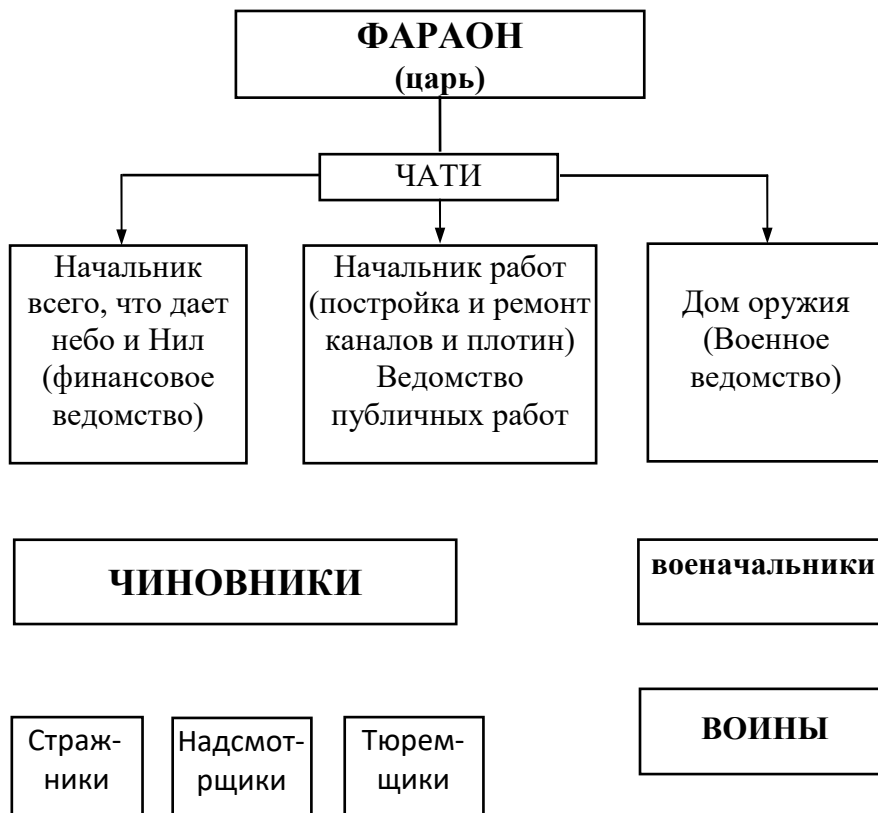 ФАРАОН
(царь)
ЧАТИ
Начальник
всего, что дает
небо и Нил
(финансовое
ведомство)
Начальник работ
(постройка и ремонт
каналов и плотин)
Ведомство
публичных работ
Дом оружия
(Военное
ведомство)
ЧИНОВНИКИ
военачальники
ВОИНЫ
Страж-
ники
Надсмот-
рщики
Тюрем-
щики